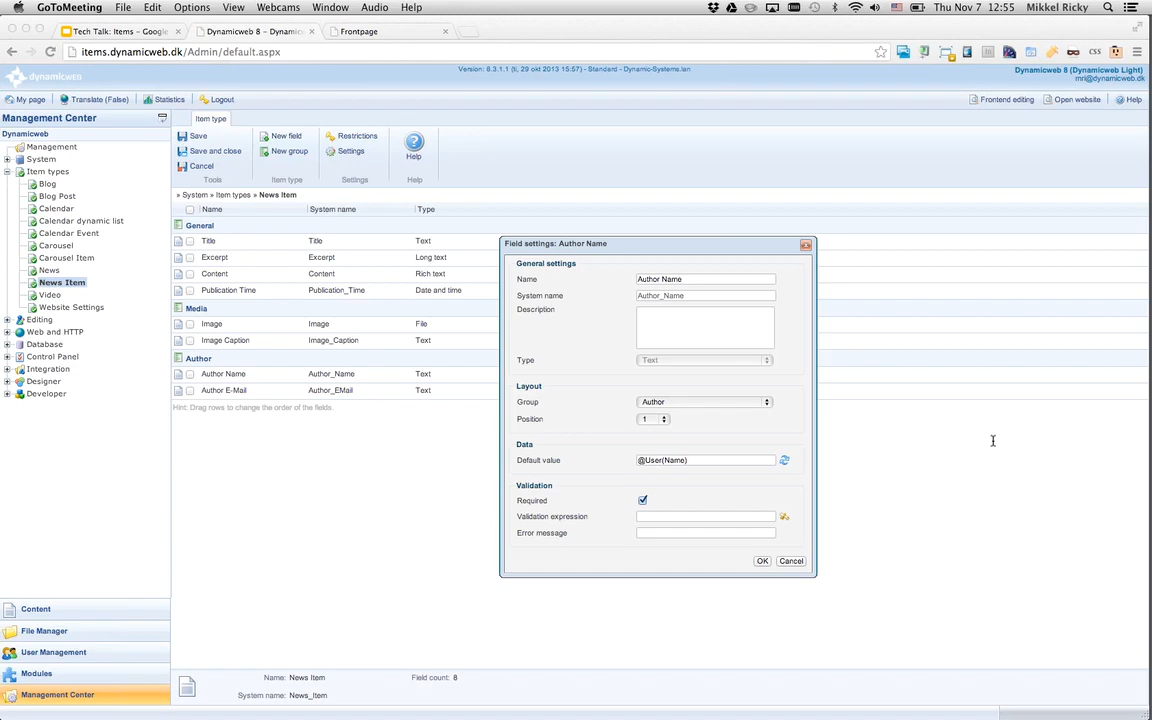 GoToMeeting File Edit Options View Webcams Window Audio Help Thu Nov 7 12:55 Mikkel Ricky
Tech Talk: Items – Google × Dynamicweb 8 – Dynamicweb × Frontpage ×
items.dynamicweb.dk/Admin/default.aspx CSS
dynamicweb
Version: 8.3.1.1 (ti, 29 okt 2013 15:57) - Standard - Dynamic-Systems.lan
Dynamicweb 8 (Dynamicweb Light)
mri@dynamicweb.dk
My page Translate (False) Statistics Logout Frontend editing Open website Help
Management Center
Dynamicweb
Management
System
Item types
Blog
Blog Post
Calendar
Calendar dynamic list
Calendar Event
Carousel
Carousel Item
News
News Item
Video
Website Settings
Editing
Web and HTTP
Database
Control Panel
Integration
Designer
Developer
Content
File Manager
User Management
Modules
Management Center
Item type
Save New field Restrictions
Save and close New group Settings
Cancel Help
Tools Item type Settings Help
» System » Item types » News Item
Name System name Type
General
Title Title Text
Excerpt Excerpt Long text
Content Content Rich text
Publication Time Publication_Time Date and time
Media
Image Image File
Image Caption Image_Caption Text
Author
Author Name Author_Name Text
Author E-Mail Author_EMail Text
Hint: Drag rows to change the order of the fields.
Field settings: Author Name
General settings
Name Author Name
System name Author_Name
Description
Type Text
Layout
Group Author
Position 1
Data
Default value @User(Name)
Validation
Required
Validation expression
Error message
OK Cancel
Name: News Item Field count: 8
System name: News_Item